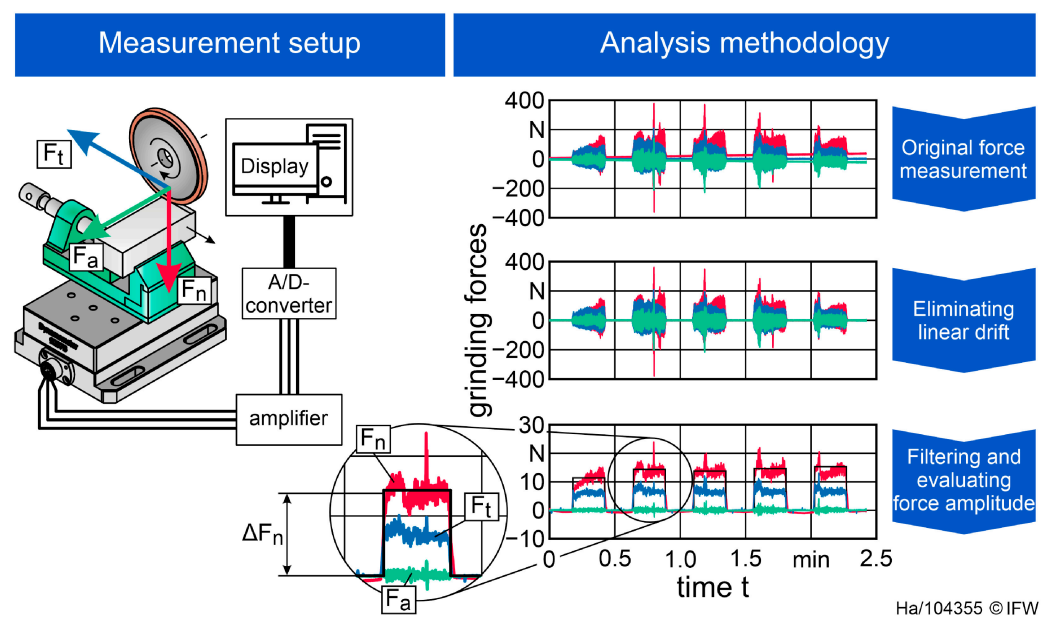 Measurement setup
Analysis methodology
Ft
Fa
Fn
Display
A/D-
converter
amplifier
Fn
Ft
ΔFn
Fa
grinding forces
400
N
0
−200
−400
400
N
0
−200
−400
30
N
10
0
−10
0
0.5
1.0
1.5
min
2.5
time t
Original force
measurement
Eliminating
linear drift
Filtering and
evaluating
force amplitude
Ha/104355 © IFW